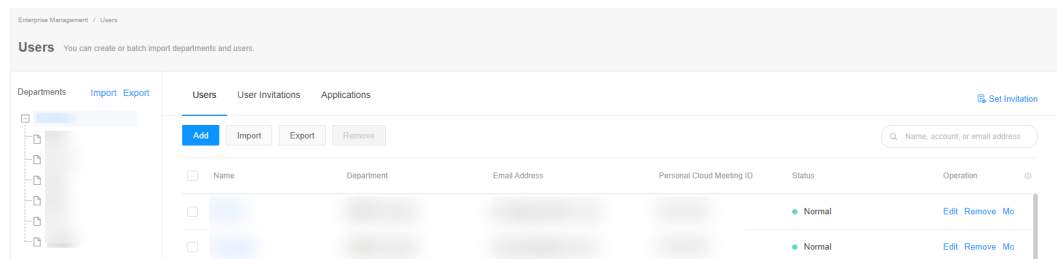 Enterprise Management / Users
Users You can create or batch import departments and users.
Departments Import Export
Users User Invitations Applications
Set Invitation
Add Import Export Remove
Name, account, or email address
Name Department Email Address Personal Cloud Meeting ID Status Operation
Normal Edit Remove Mo
Normal Edit Remove Mo